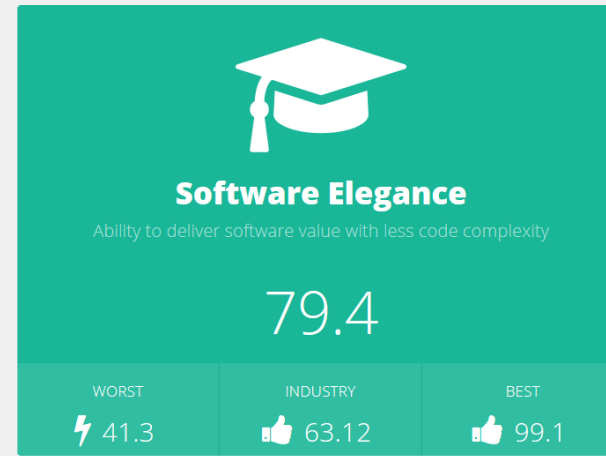 Software Elegance
Ability to deliver software value with less code complexity
79.4
WORST
41.3
INDUSTRY
63.12
BEST
99.1